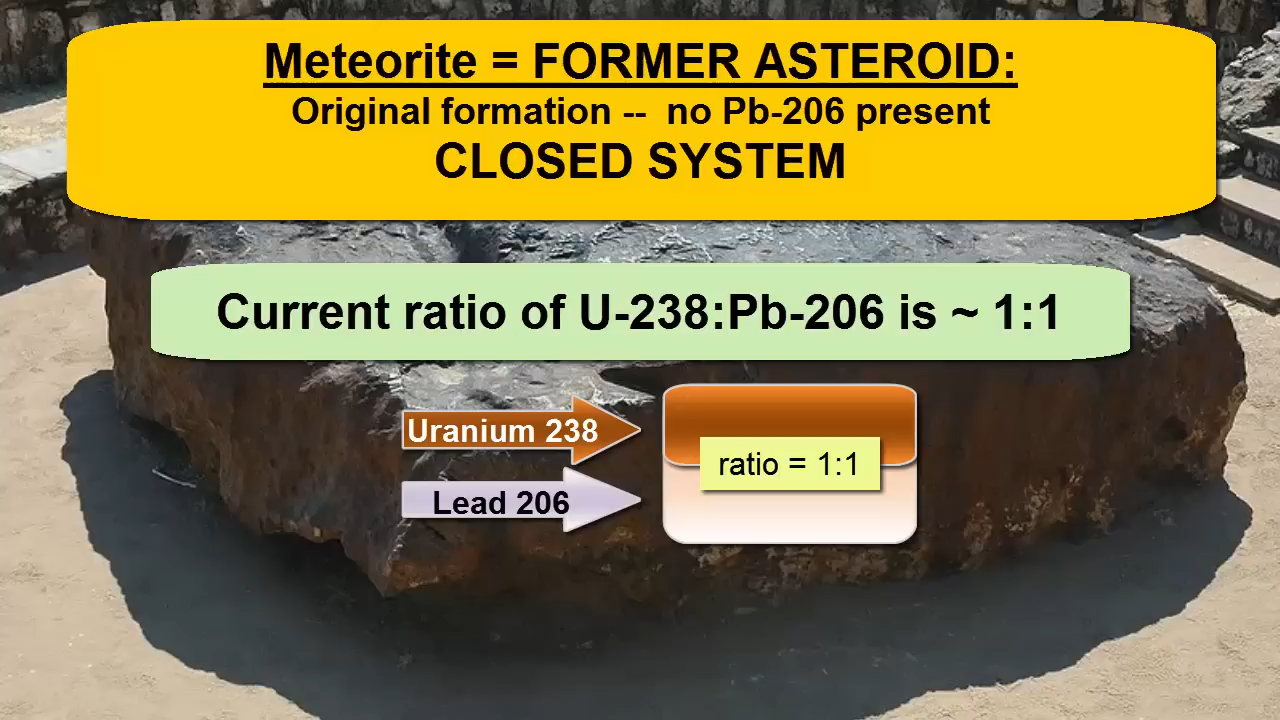 Meteorite = FORMER ASTEROID:
Original formation -- no Pb-206 present
CLOSED SYSTEM
Current ratio of U-238:Pb-206 is ~ 1:1
Uranium 238
ratio = 1:1
Lead 206